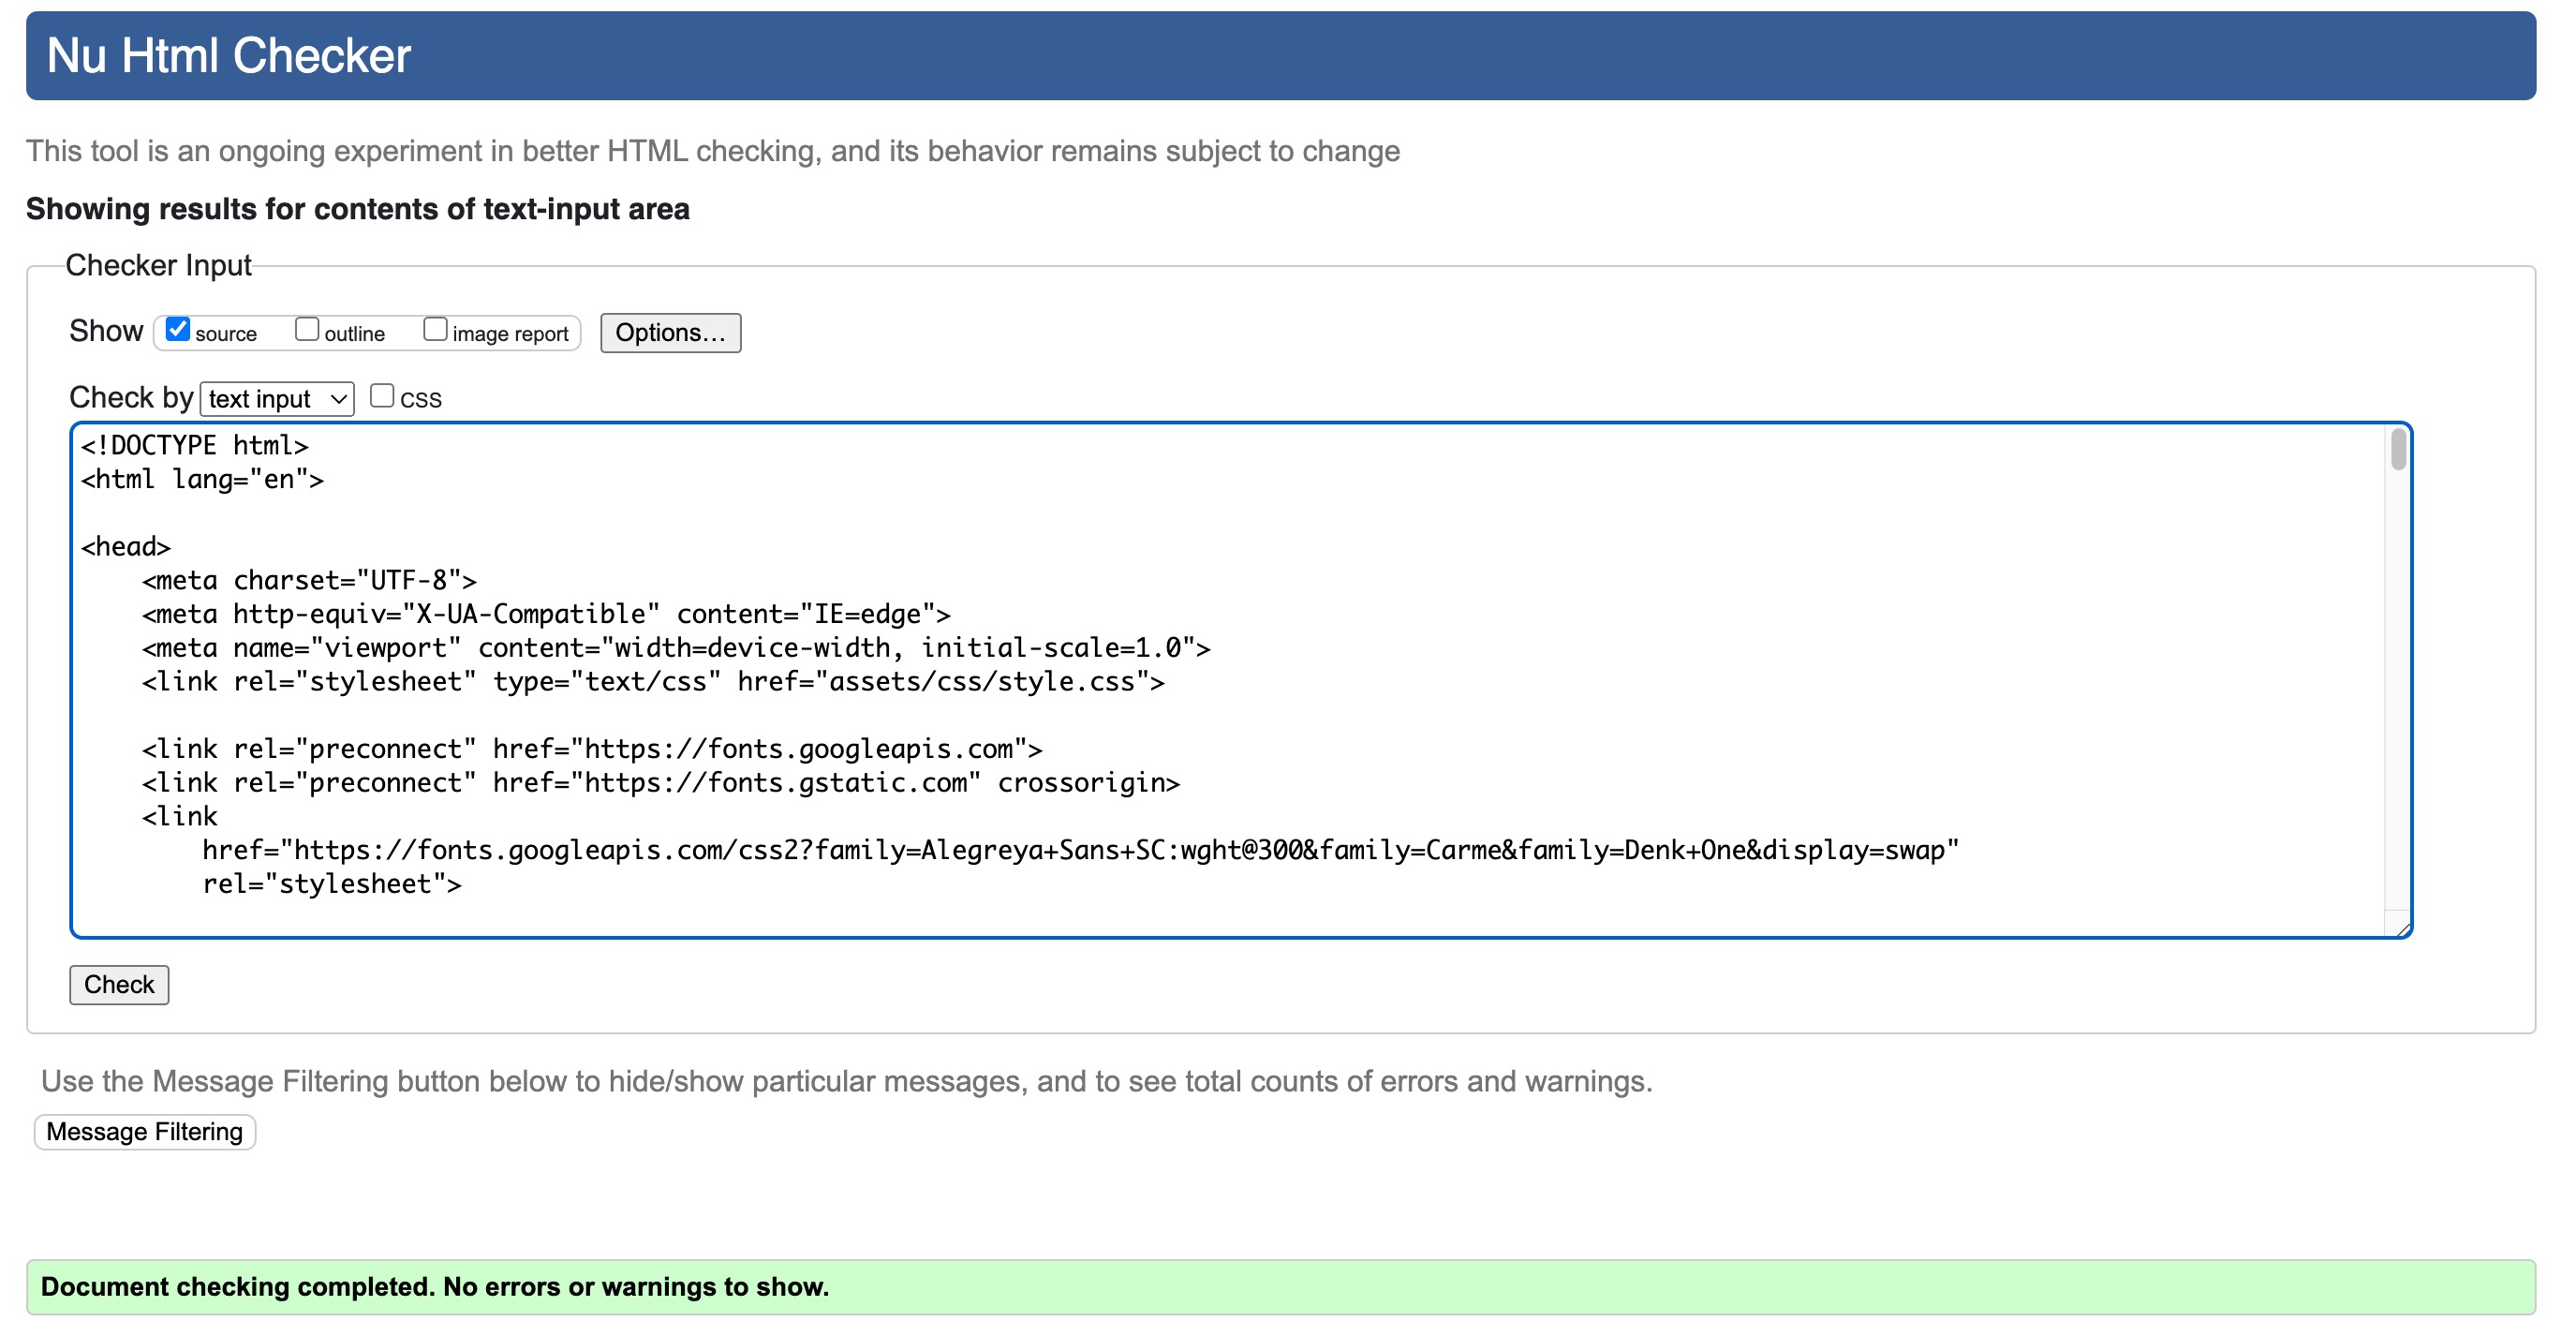 Nu Html Checker
This tool is an ongoing experiment in better HTML checking, and its behavior remains subject to change
Showing results for contents of text-input area
Checker Input
Show source outline image report Options...
Check by text input CSS
<!DOCTYPE html>
<html lang="en">
<head>
    <meta charset="UTF-8">
    <meta http-equiv="X-UA-Compatible" content="IE=edge">
    <meta name="viewport" content="width=device-width, initial-scale=1.0">
    <link rel="stylesheet" type="text/css" href="assets/css/style.css">
    <link rel="preconnect" href="https://fonts.googleapis.com">
    <link rel="preconnect" href="https://fonts.gstatic.com" crossorigin>
    <link
        href="https://fonts.googleapis.com/css2?family=Alegreya+Sans+SC:wght@300&family=Carme&family=Denk+One&display=swap"
        rel="stylesheet">
Check
Use the Message Filtering button below to hide/show particular messages, and to see total counts of errors and warnings.
Message Filtering
Document checking completed. No errors or warnings to show.